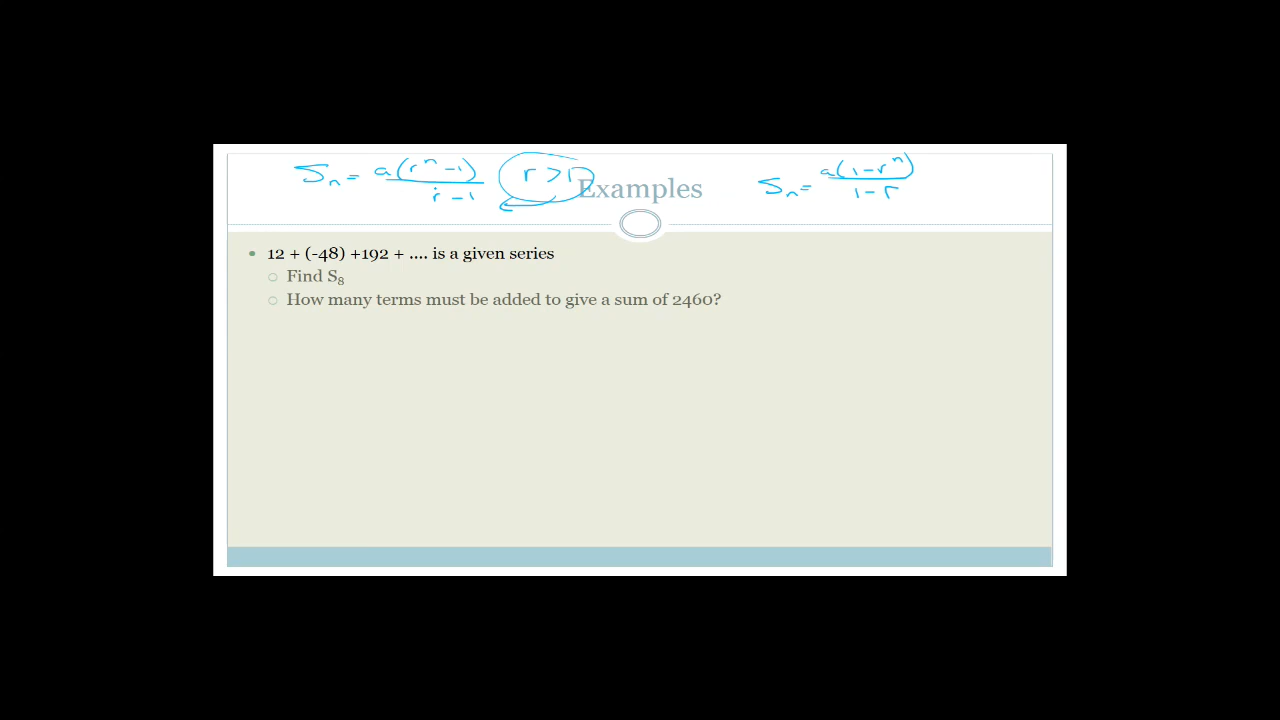 Sn = a(r^n - 1) / r - 1    r > 1    Sn = a(1 - r^n) / 1 - r
Examples
• 12 + (-48) +192 + .... is a given series
○ Find S₈
○ How many terms must be added to give a sum of 2460?